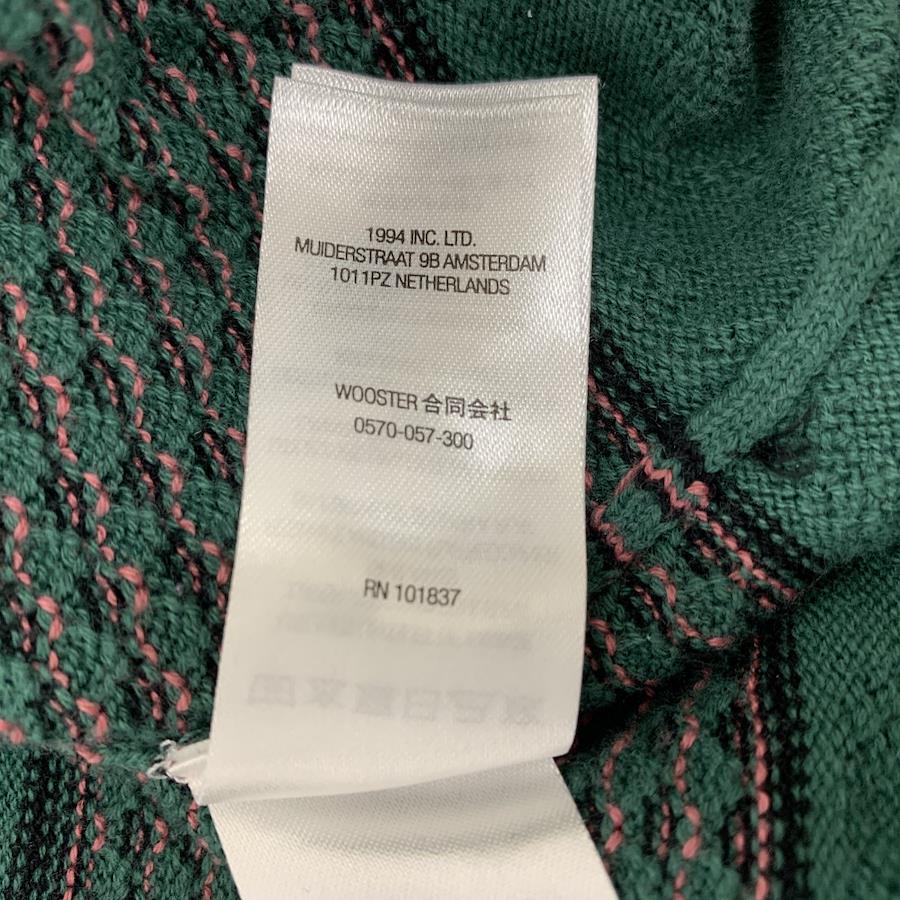 1994 INC. LTD.
MUIDERSTRAAT 9B AMSTERDAM
1011PZ NETHERLANDS
WOOSTER 合同会社
0570-057-300
RN 101837